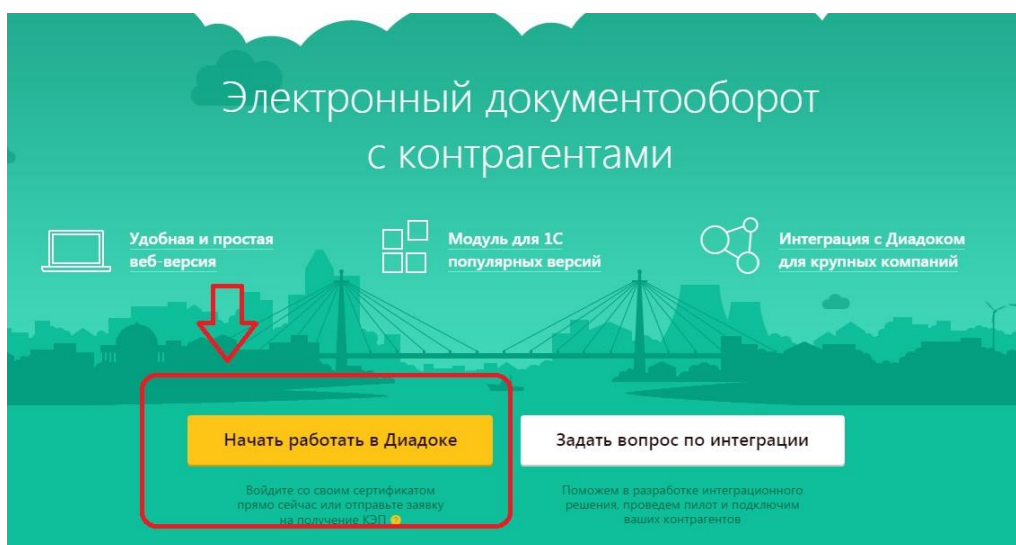 Электронный документооборот
с контрагентами
Удобная и простая
веб-версия
Модуль для 1С
популярных версий
Интеграция с Диадоком
для крупных компаний
Начать работать в Диадоке
Войдите со своим сертификатом
прямо сейчас или отправьте заявку
на получение КЭП ?
Задать вопрос по интеграции
Поможем в разработке интеграционного
решения, проведем пилот и подключим
ваших контрагентов